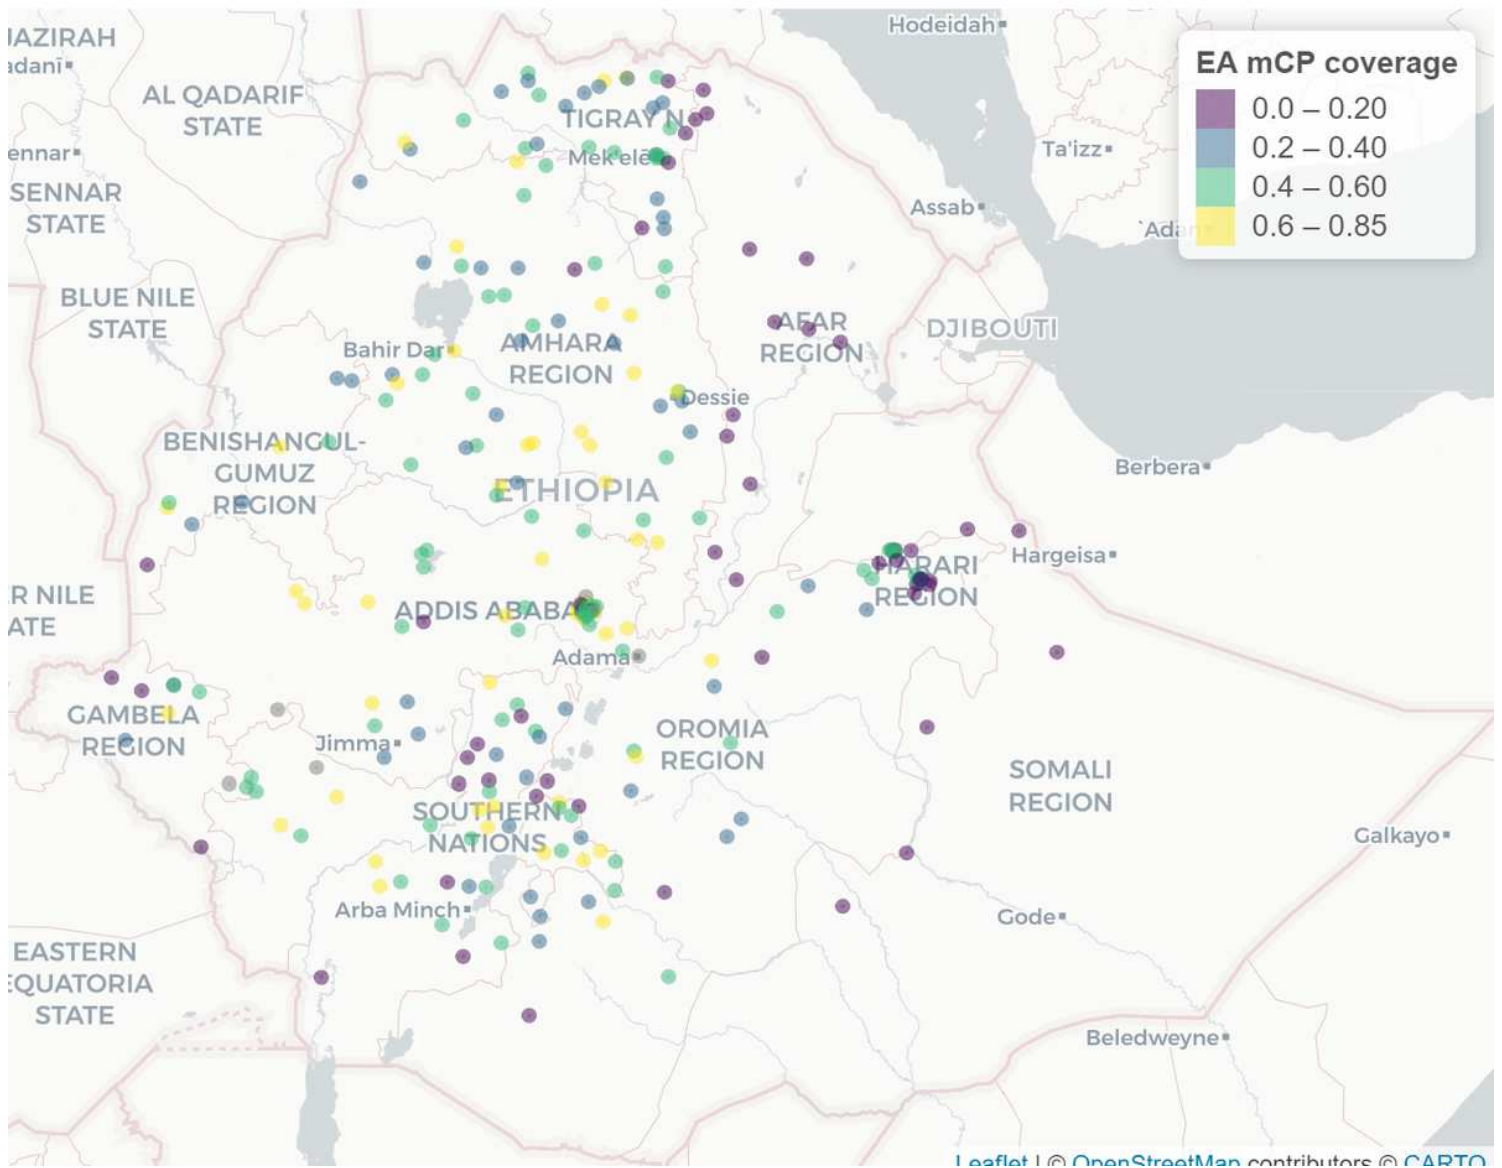 Hodeidah
EA mCP coverage
0.0 – 0.20
0.2 – 0.40
0.4 – 0.60
0.6 – 0.85
JAZIRAH
adanī
AL QADARIF
STATE
TIGRAY N
Ta'izz
ennar
Mek'elē
SENNAR
STATE
Assab
`Adan
BLUE NILE
STATE
AFAR
REGION
DJIBOUTI
Bahir Dar
AMHARA
REGION
Dessie
BENISHANGUL-
GUMUZ
REGION
Berbera
ETHIOPIA
Hargeisa
HARARI
REGION
R NILE
ATE
ADDIS ABABA
Adama
GAMBELA
REGION
OROMIA
REGION
Jimma
SOMALI
REGION
SOUTHERN
NATIONS
Galkayo
Arba Minch
Gode
EASTERN
EQUATORIA
STATE
Beledweyne
Leaflet | © OpenStreetMap contributors © CARTO